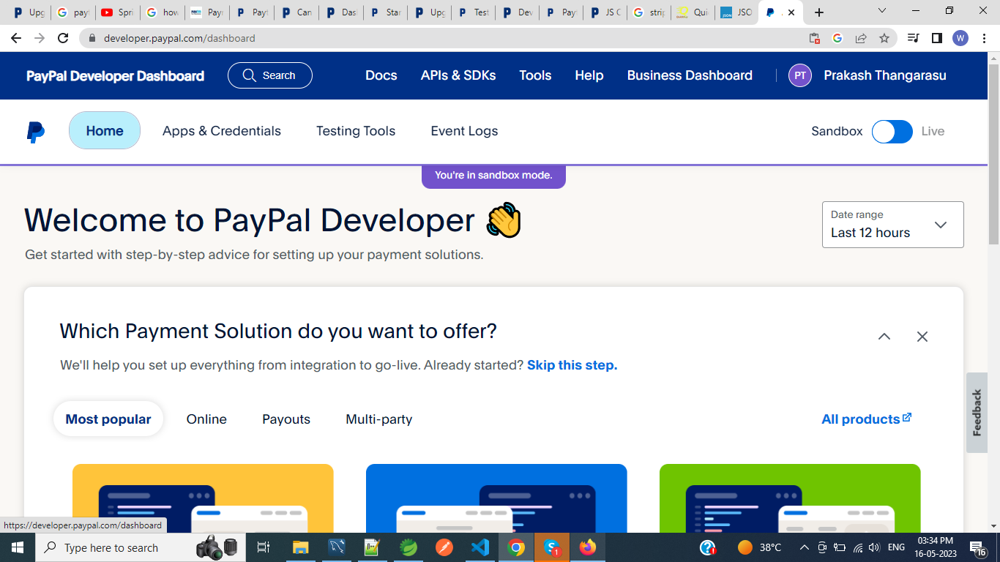 Upg
payt
Spri
how
Payn
Payt
Can
Das
Star
Upg
Test
Dev
Pay
JS C
strip
Qui
JSO
developer.paypal.com/dashboard
W
PayPal Developer Dashboard
Search
Docs
APIs & SDKs
Tools
Help
Business Dashboard
PT
Prakash Thangarasu
Home
Apps & Credentials
Testing Tools
Event Logs
Sandbox
Live
You're in sandbox mode.
Welcome to PayPal Developer
Get started with step-by-step advice for setting up your payment solutions.
Date range
Last 12 hours
Which Payment Solution do you want to offer?
We'll help you set up everything from integration to go-live. Already started? Skip this step.
Most popular
Online
Payouts
Multi-party
All products
Feedback
https://developer.paypal.com/dashboard
Type here to search
1
38°C
ENG
03:34 PM
16-05-2023
16